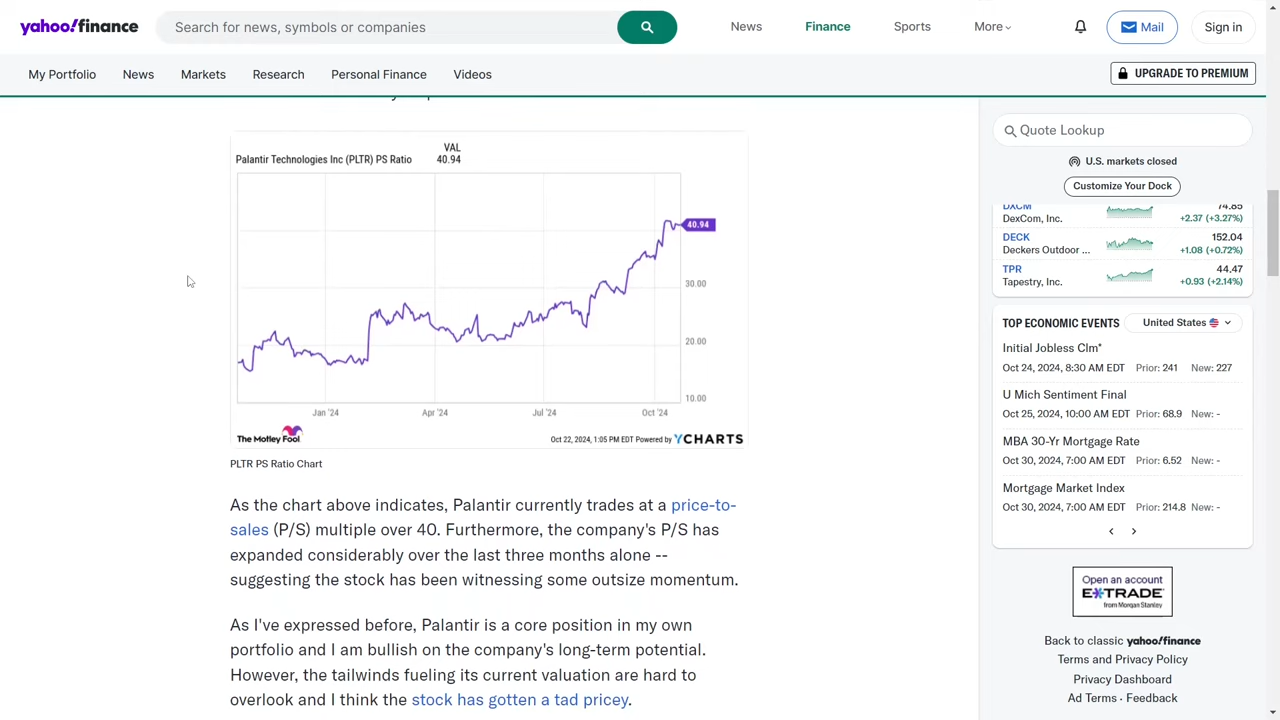 yahoo!finance
Search for news, symbols or companies
News
Finance
Sports
More
Mail
Sign in
My Portfolio
News
Markets
Research
Personal Finance
Videos
UPGRADE TO PREMIUM
VAL
Palantir Technologies Inc (PLTR) PS Ratio 40.94
40.94
30.00
20.00
10.00
Jan '24
Apr '24
Jul '24
Oct '24
The Motley Fool
Oct 22, 2024, 1:05 PM EDT Powered by YCHARTS
PLTR PS Ratio Chart
As the chart above indicates, Palantir currently trades at a price-to-
sales (P/S) multiple over 40. Furthermore, the company's P/S has
expanded considerably over the last three months alone --
suggesting the stock has been witnessing some outsize momentum.
As I've expressed before, Palantir is a core position in my own
portfolio and I am bullish on the company's long-term potential.
However, the tailwinds fueling its current valuation are hard to
overlook and I think the stock has gotten a tad pricey.
Quote Lookup
U.S. markets closed
Customize Your Dock
DXCM 74.85
DexCom, Inc. +2.37 (+3.27%)
DECK 152.04
Deckers Outdoor ... +1.08 (+0.72%)
TPR 44.47
Tapestry, Inc. +0.93 (+2.14%)
TOP ECONOMIC EVENTS United States
Initial Jobless Clm*
Oct 24, 2024, 8:30 AM EDT Prior: 241 New: 227
U Mich Sentiment Final
Oct 25, 2024, 10:00 AM EDT Prior: 68.9 New: -
MBA 30-Yr Mortgage Rate
Oct 30, 2024, 7:00 AM EDT Prior: 6.52 New: -
Mortgage Market Index
Oct 30, 2024, 7:00 AM EDT Prior: 214.8 New: -
Open an account
E*TRADE
from Morgan Stanley
Back to classic yahoo!finance
Terms and Privacy Policy
Privacy Dashboard
Ad Terms · Feedback